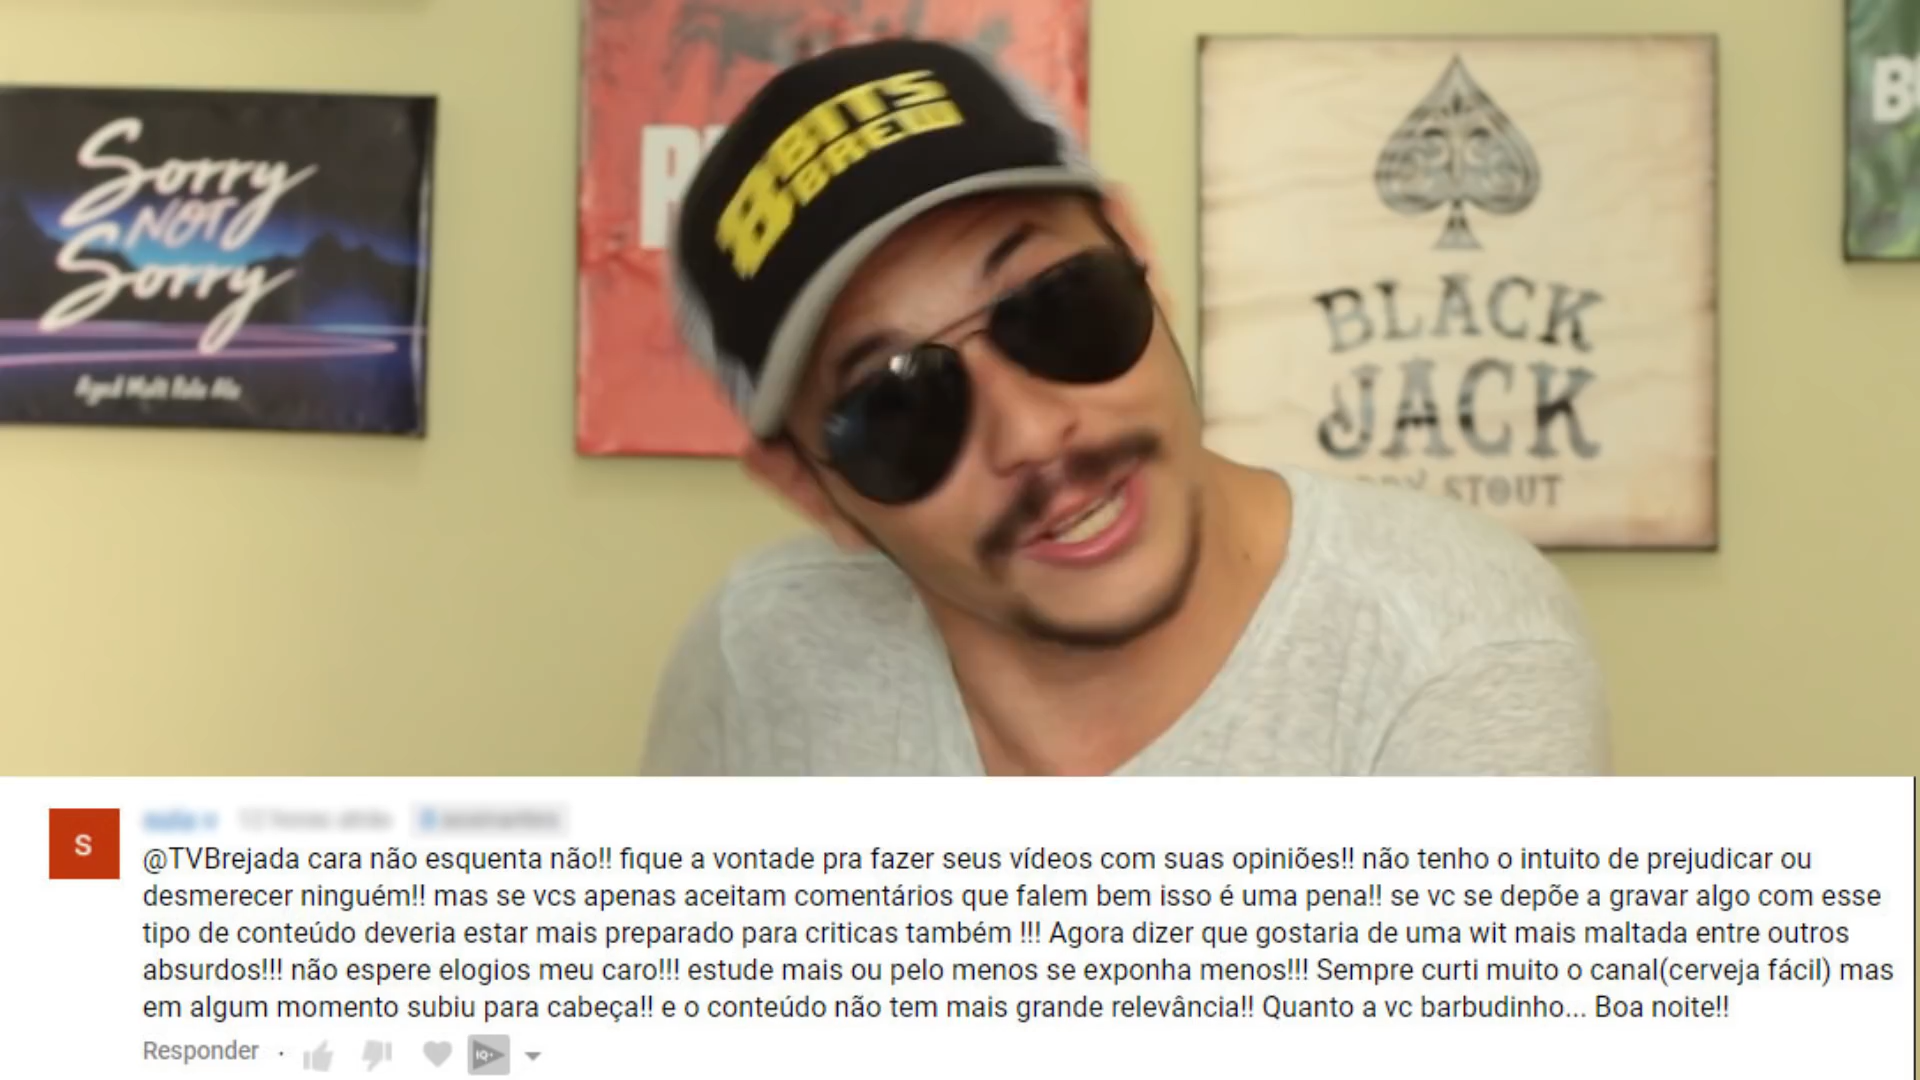 Sorry
NOT
Sorry
8BITS
BREW
BLACK
JACK
STOUT
S
@TVBrejada cara não esquenta não!! fique a vontade pra fazer seus vídeos com suas opiniões!! não tenho o intuito de prejudicar ou
desmerecer ninguém!! mas se vcs apenas aceitam comentários que falem bem isso é uma pena!! se vc se depõe a gravar algo com esse
tipo de conteúdo deveria estar mais preparado para criticas também !!! Agora dizer que gostaria de uma wit mais maltada entre outros
absurdos!!! não espere elogios meu caro!!! estude mais ou pelo menos se exponha menos!!! Sempre curti muito o canal(cerveja fácil) mas
em algum momento subiu para cabeça!! e o conteúdo não tem mais grande relevância!! Quanto a vc barbudinho... Boa noite!!
Responder ·
IQ+